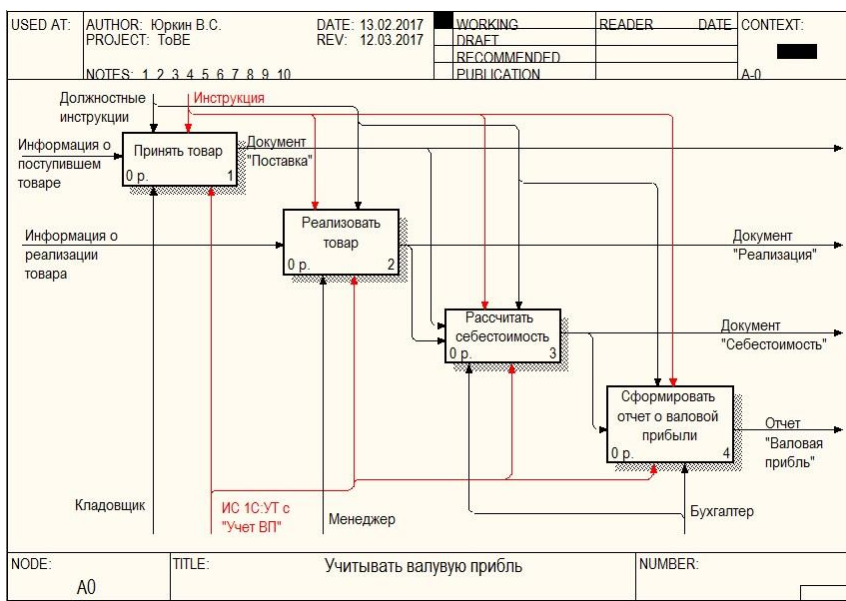 USED AT:
AUTHOR: Юркин В.С.
DATE: 13.02.2017
PROJECT: ToBE
REV: 12.03.2017
NOTES: 1 2 3 4 5 6 7 8 9 10
WORKING
DRAFT
RECOMMENDED
PUBLICATION
READER
DATE
CONTEXT:
A-0
Должностные
инструкции
Инструкция
Информация о
поступившем
товаре
Принять товар
0 р.
1
Документ
"Поставка"
Информация о
реализации
товара
Реализовать
товар
0 р.
2
Документ
"Реализация"
Рассчитать
себестоимость
0 р.
3
Документ
"Себестоимость"
Сформировать
отчет о валовой
прибыли
0 р.
4
Отчет
"Валовая
прибль"
Кладовщик
ИС 1С:УТ с
"Учет ВП"
Менеджер
Бухгалтер
NODE:
A0
TITLE:
Учитывать валувую прибль
NUMBER: